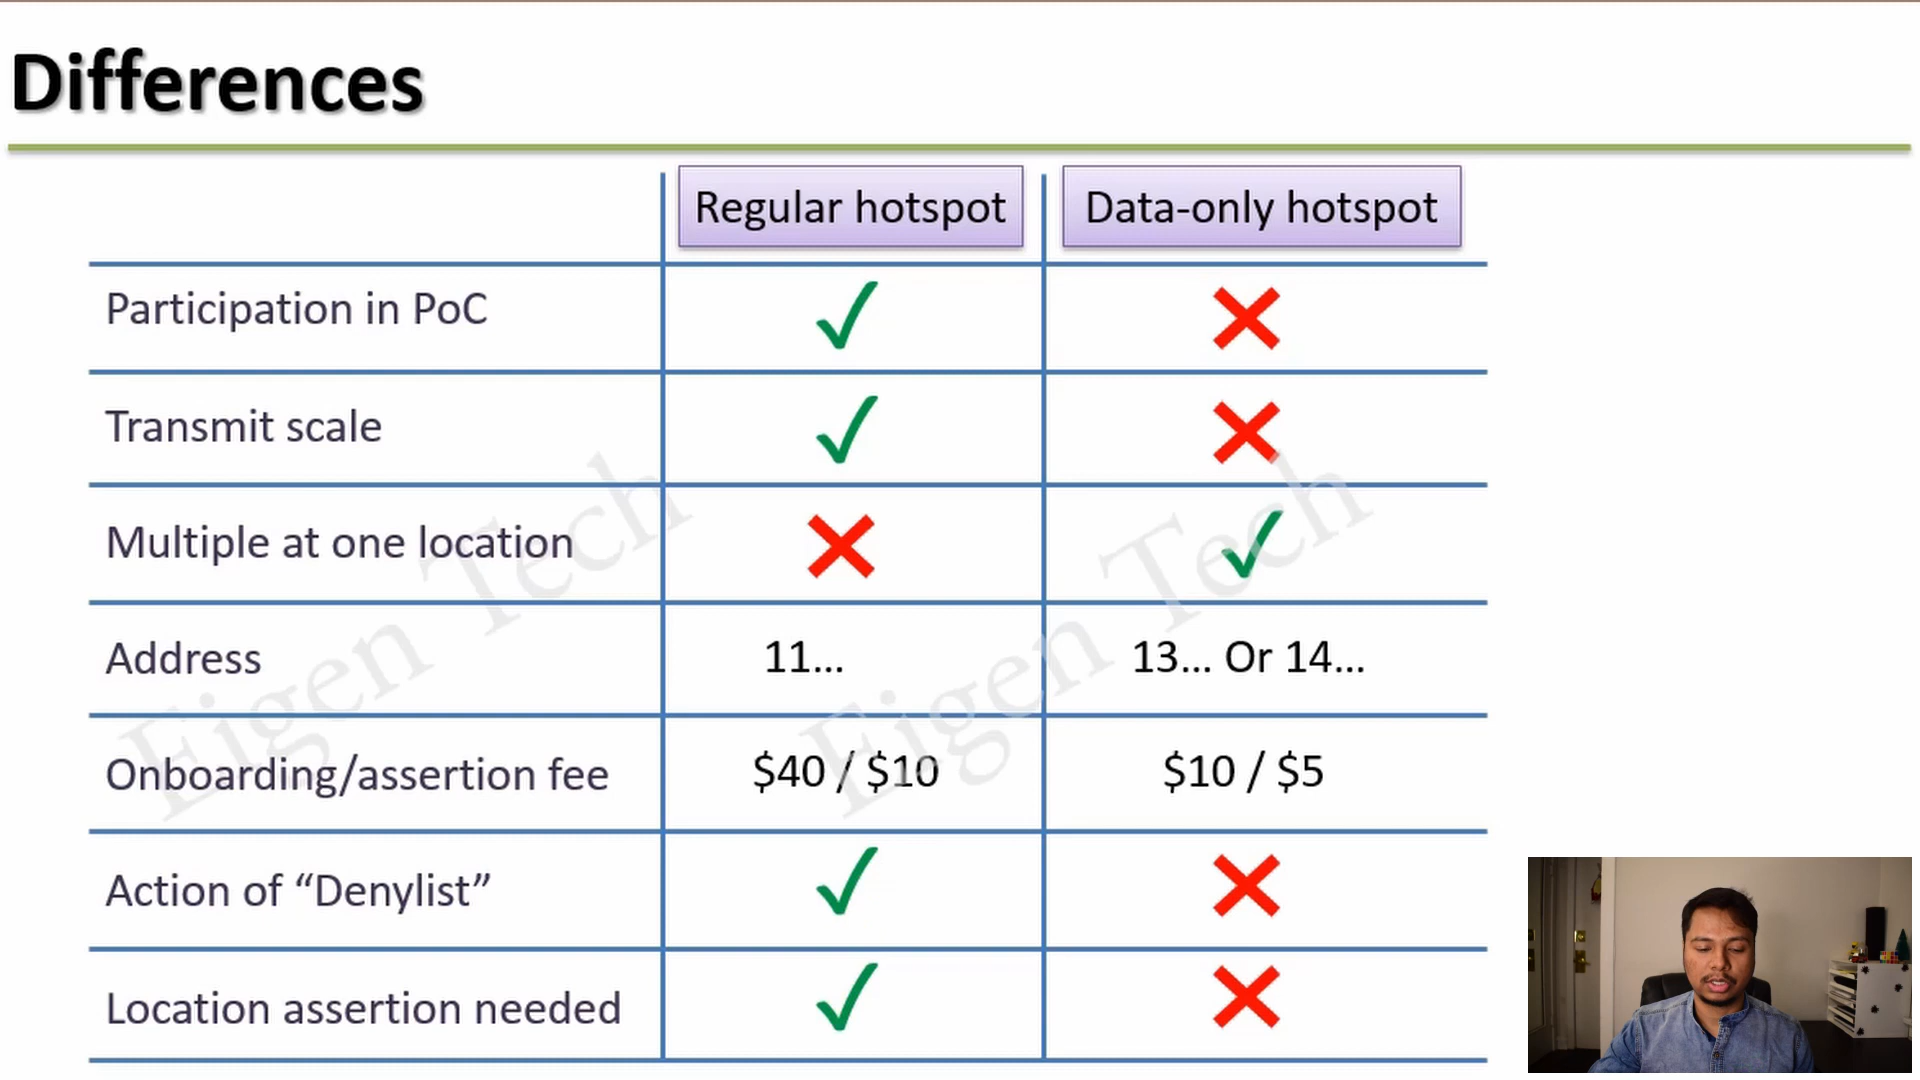 Differences
Regular hotspot
Data-only hotspot
Participation in PoC
Transmit scale
Multiple at one location
Address
11...
13... Or 14...
Onboarding/assertion fee
$40 / $10
$10 / $5
Action of “Denylist”
Location assertion needed
Eigen Tech
Eigen Tech